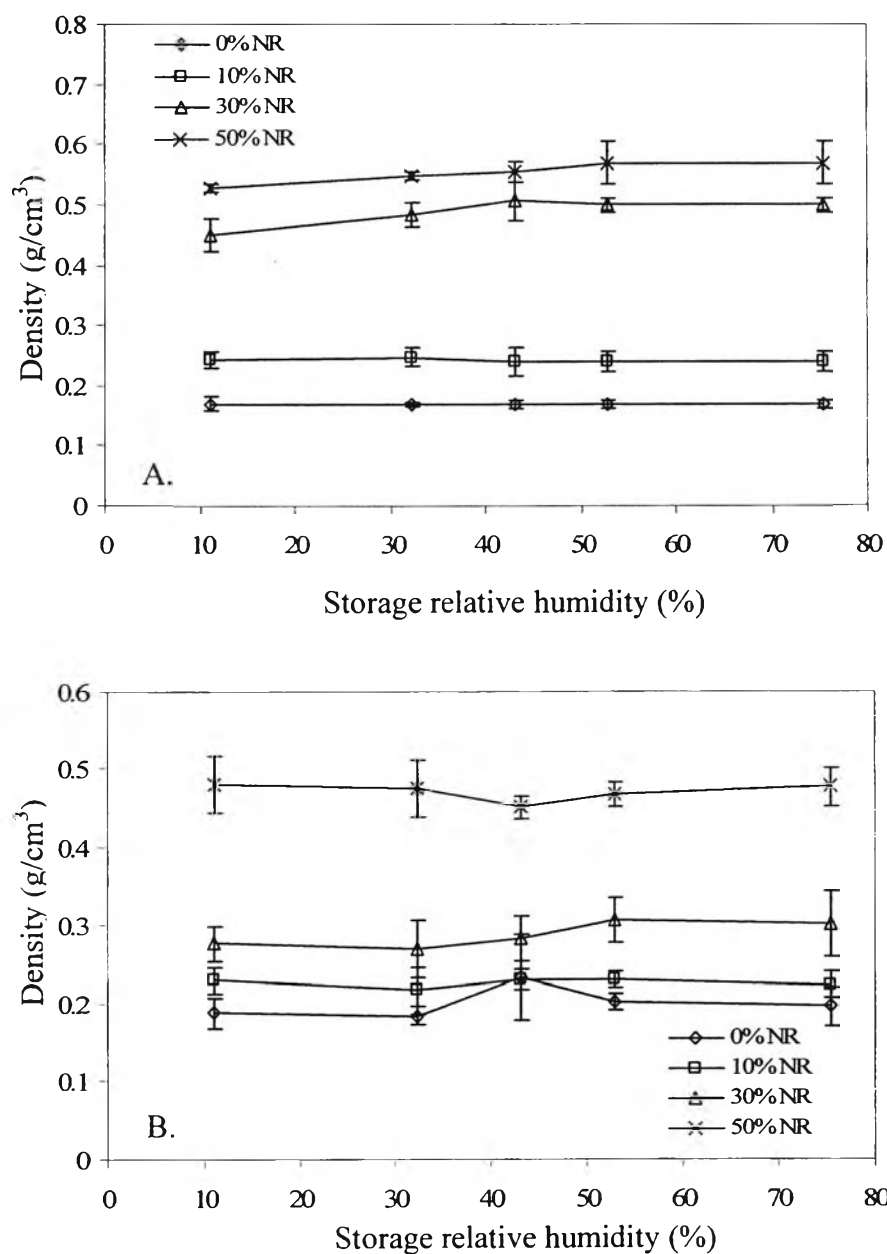 0.8
0.7
0.6
0.5
0.4
0.3
0.2
0.1
0
Density (g/cm³)
0% NR
10% NR
30% NR
50% NR
A.
0 10 20 30 40 50 60 70 80
Storage relative humidity (%)
0.6
0.5
0.4
0.3
0.2
0.1
0
Density (g/cm³)
0% NR
10% NR
30% NR
50% NR
B.
0 10 20 30 40 50 60 70 80
Storage relative humidity (%)